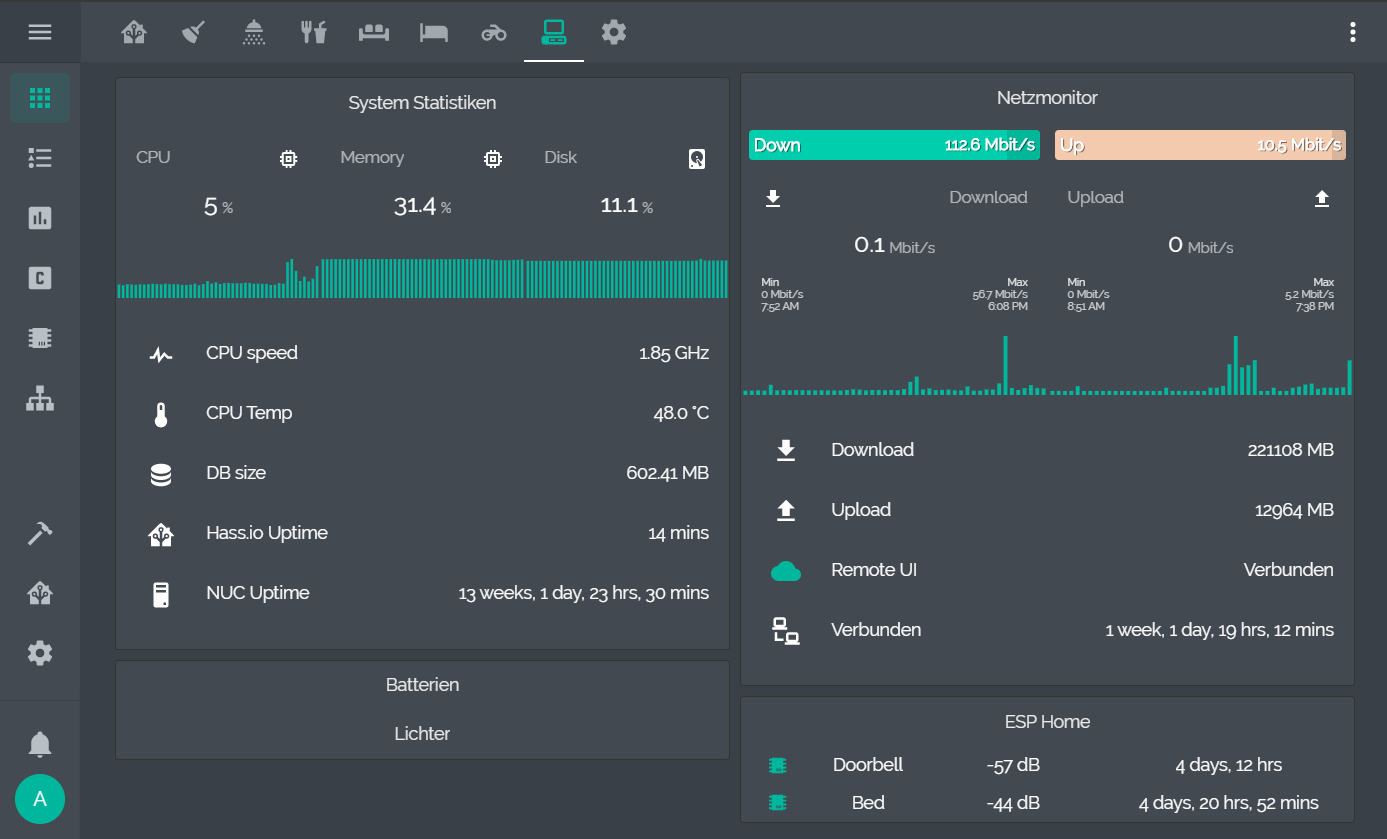 System Statistiken
CPU
Memory
Disk
5 %
31.4 %
11.1 %
CPU speed 1.85 GHz
CPU Temp 48.0 °C
DB size 602.41 MB
Hass.io Uptime 14 mins
NUC Uptime 13 weeks, 1 day, 23 hrs, 30 mins
Batterien
Lichter
Netzmonitor
Down 112.6 Mbit/s
Up 10.5 Mbit/s
Download
Upload
0.1 Mbit/s
0 Mbit/s
Min
0 Mbit/s
7:52 AM
Max
56.7 Mbit/s
6:08 PM
Min
0 Mbit/s
8:51 AM
Max
5.2 Mbit/s
7:38 PM
Download 221108 MB
Upload 12964 MB
Remote UI Verbunden
Verbunden 1 week, 1 day, 19 hrs, 12 mins
ESP Home
Doorbell -57 dB 4 days, 12 hrs
Bed -44 dB 4 days, 20 hrs, 52 mins
C
A